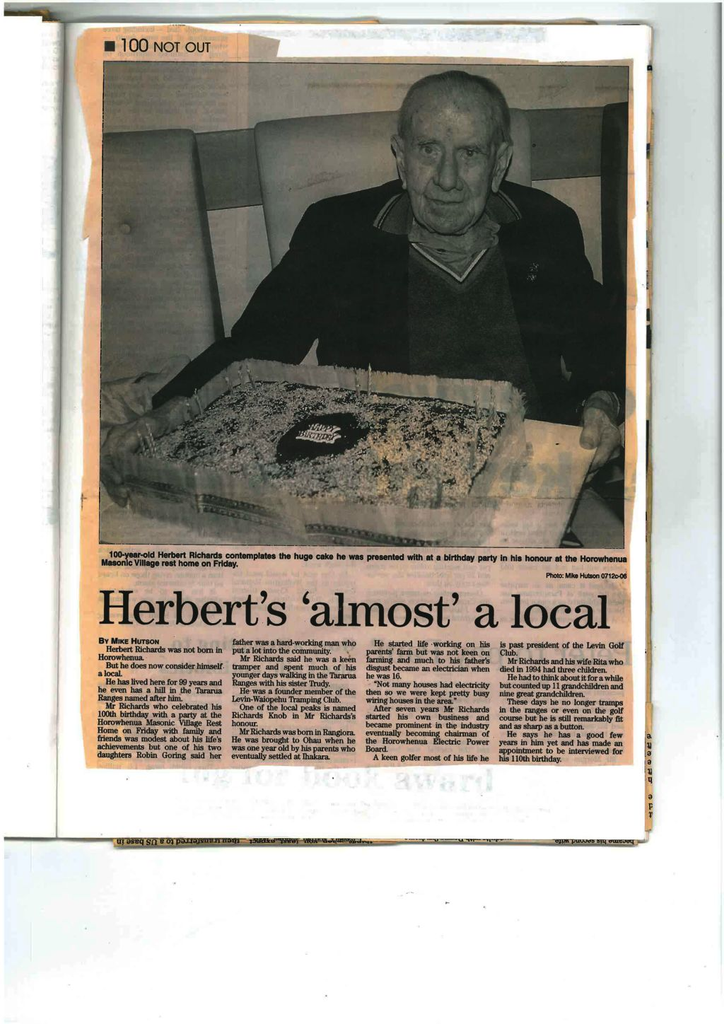 ■ 100 NOT OUT
HAPPY
BIRTHDAY
100-year-old Herbert Richards contemplates the huge cake he was presented with at a birthday party in his honour at the Horowhenua
Masonic Village rest home on Friday.
Photo: Mike Hutson 0712c-06
Herbert's 'almost' a local
BY MIKE HUTSON
Herbert Richards was not born in
Horowhenua.
But he does now consider himself
a local.
He has lived here for 99 years and
he even has a hill in the Tararua
Ranges named after him.
Mr Richards who celebrated his
100th birthday with a party at the
Horowhenua Masonic Village Rest
Home on Friday with family and
friends was modest about his life's
achievements but one of his two
daughters Robin Goring said her
father was a hard-working man who
put a lot into the community.
Mr Richards said he was a keen
tramper and spent much of his
younger days walking in the Tararua
Ranges with his sister Trudy.
He was a founder member of the
Levin-Waiopehu Tramping Club.
One of the local peaks is named
Richards Knob in Mr Richards's
honour.
Mr Richards was born in Rangiora.
He was brought to Ohau when he
was one year old by his parents who
eventually settled at Ihakara.
He started life working on his
parents' farm but was not keen on
farming and much to his father's
disgust became an electrician when
he was 16.
"Not many houses had electricity
then so we were kept pretty busy
wiring houses in the area."
After seven years Mr Richards
started his own business and
became prominent in the industry
eventually becoming chairman of
the Horowhenua Electric Power
Board.
A keen golfer most of his life he
is past president of the Levin Golf
Club.
Mr Richards and his wife Rita who
died in 1994 had three children.
He had to think about it for a while
but counted up 11 grandchildren and
nine great grandchildren.
These days he no longer tramps
in the ranges or even on the golf
course but he is still remarkably fit
and as sharp as a button.
He says he has a good few
years in him yet and has made an
appointment to be interviewed for
his 110th birthday.
for book award
then transferred to a US base in
became his second wife